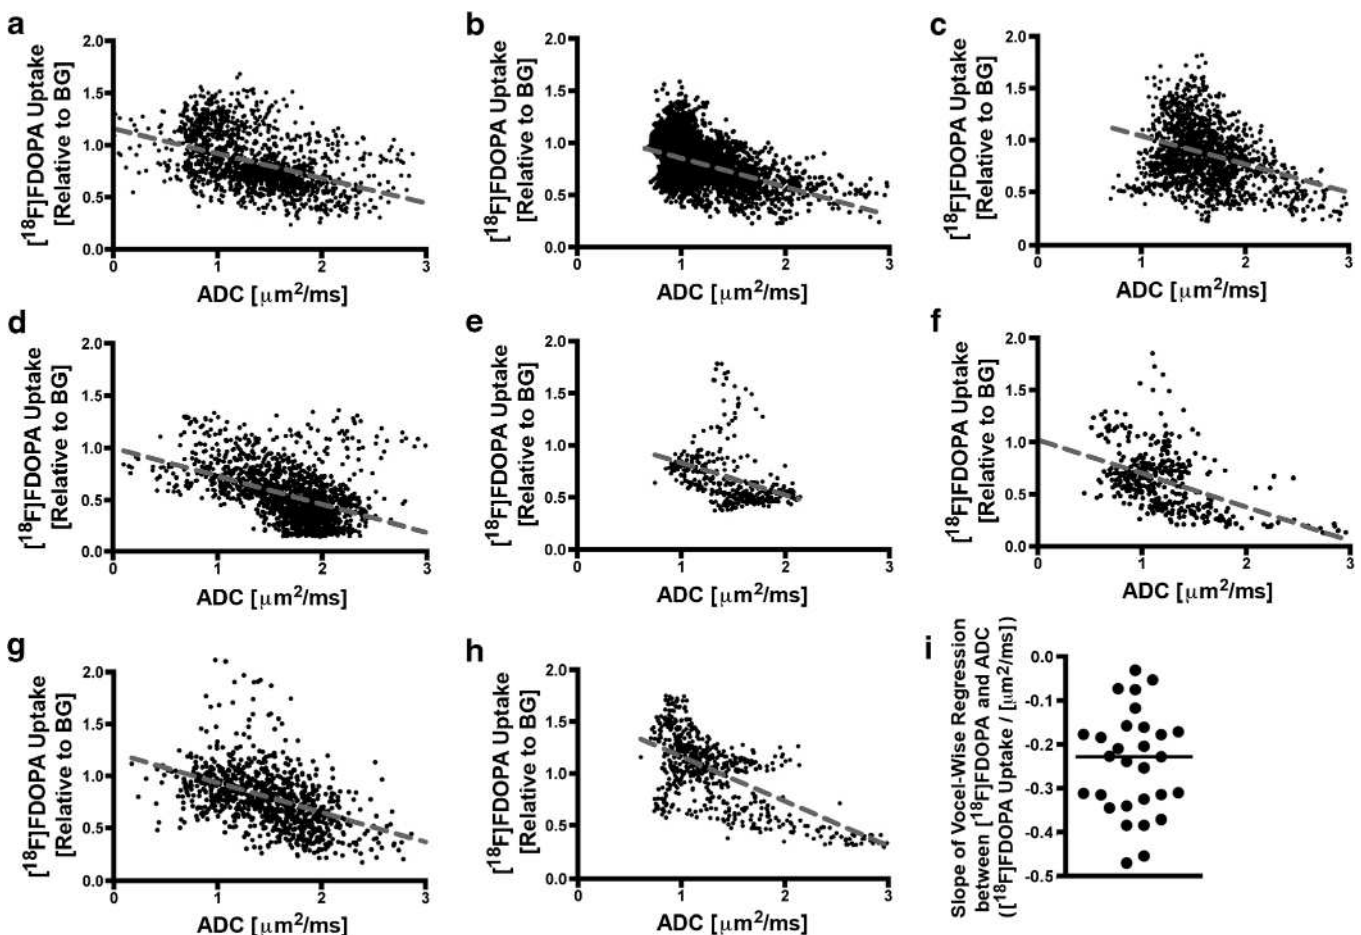 a
[18F]FDOPA Uptake
[Relative to BG]
2.0
1.5
1.0
0.5
0.0
0 1 2 3
ADC [μm2/ms]
b
[18F]FDOPA Uptake
[Relative to BG]
2.0
1.5
1.0
0.5
0.0
0 1 2 3
ADC [μm2/ms]
c
[18F]FDOPA Uptake
[Relative to BG]
2.0
1.5
1.0
0.5
0
0 1 2 3
ADC [μm2/ms]
d
[18F]FDOPA Uptake
[Relative to BG]
2.0
1.5
1.0
0.5
0.0
0 1 2 3
ADC [μm2/ms]
e
[18F]FDOPA Uptake
[Relative to BG]
2.0
1.5
1.0
0.5
0.0
0 1 2 3
ADC [μm2/ms]
f
[18F]FDOPA Uptake
[Relative to BG]
2.0
1.5
1.0
0.5
0.0
0 1 2 3
ADC [μm2/ms]
g
[18F]FDOPA Uptake
[Relative to BG]
2.0
1.5
1.0
0.5
0.0
0 1 2 3
ADC [μm2/ms]
h
[18F]FDOPA Uptake
[Relative to BG]
2.0
1.5
1.0
0.5
0.0
0 1 2 3
ADC [μm2/ms]
i
Slope of Voxel-Wise Regression
between [18F]FDOPA and ADC
([18F]FDOPA Uptake / [μm2/ms])
0.0
-0.1
-0.2
-0.3
-0.4
-0.5